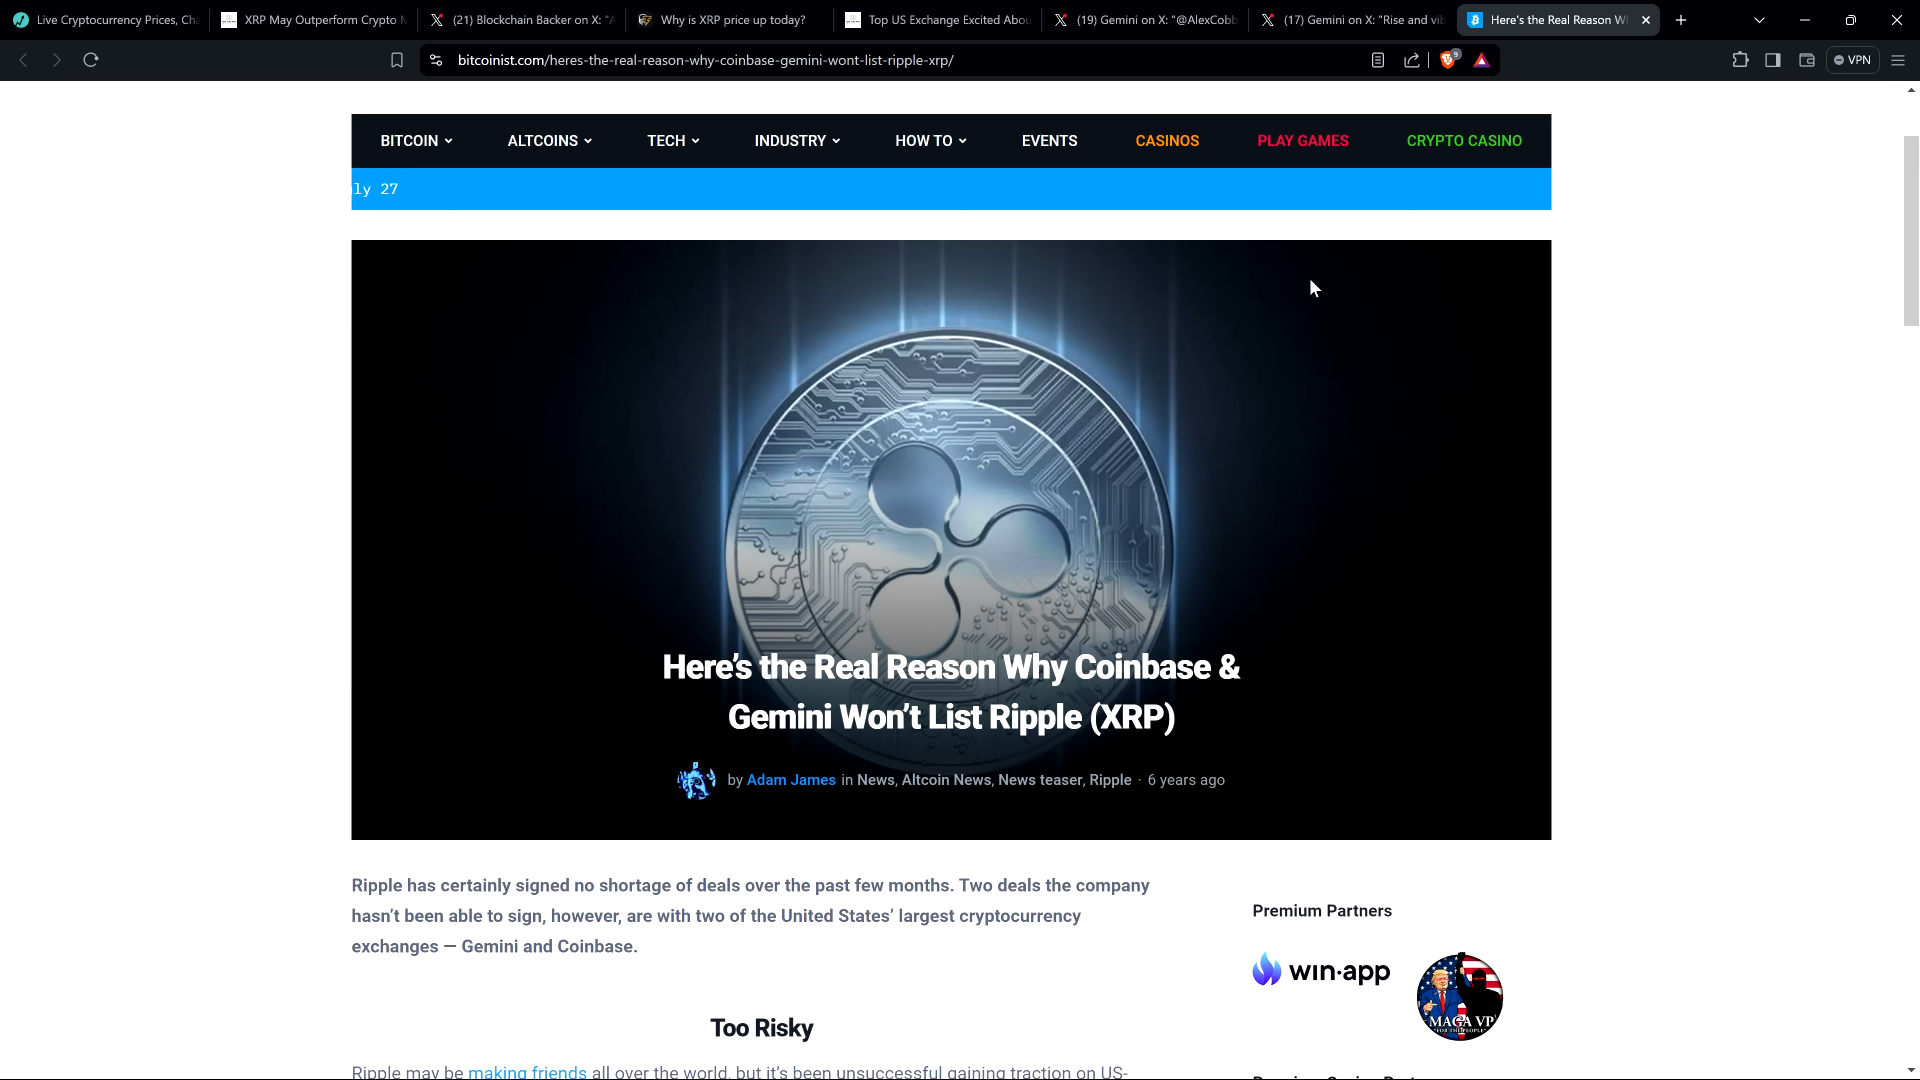 Live Cryptocurrency Prices, Cha
XRP May Outperform Crypto M
(21) Blockchain Backer on X: "A
Why is XRP price up today?
Top US Exchange Excited Abou
(19) Gemini on X: "@AlexCobb
(17) Gemini on X: "Rise and vib
Here's the Real Reason W
bitcoinist.com/heres-the-real-reason-why-coinbase-gemini-wont-list-ripple-xrp/
9
VPN
BITCOIN
ALTCOINS
TECH
INDUSTRY
HOW TO
EVENTS
CASINOS
PLAY GAMES
CRYPTO CASINO
ly 27
Here's the Real Reason Why Coinbase &
Gemini Won't List Ripple (XRP)
by Adam James in News, Altcoin News, News teaser, Ripple · 6 years ago
Ripple has certainly signed no shortage of deals over the past few months. Two deals the company
hasn't been able to sign, however, are with two of the United States' largest cryptocurrency
exchanges — Gemini and Coinbase.
Premium Partners
win·app
MAGA VP
"FOR THE PEOPLE"
Too Risky
Ripple may be making friends all over the world, but it's been unsuccessful gaining traction on US-